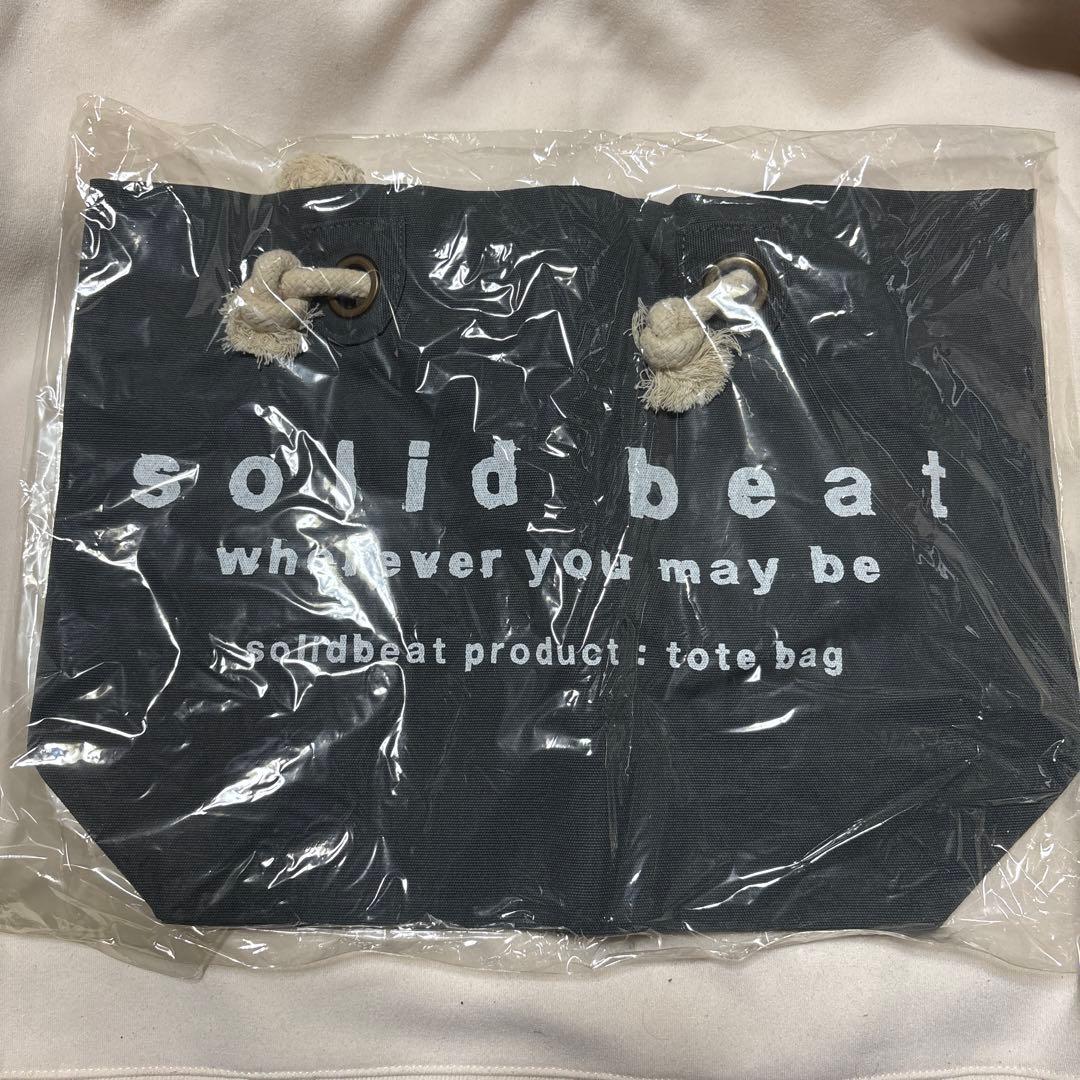 solid beat
wherever you may be
solidbeat product : tote bag